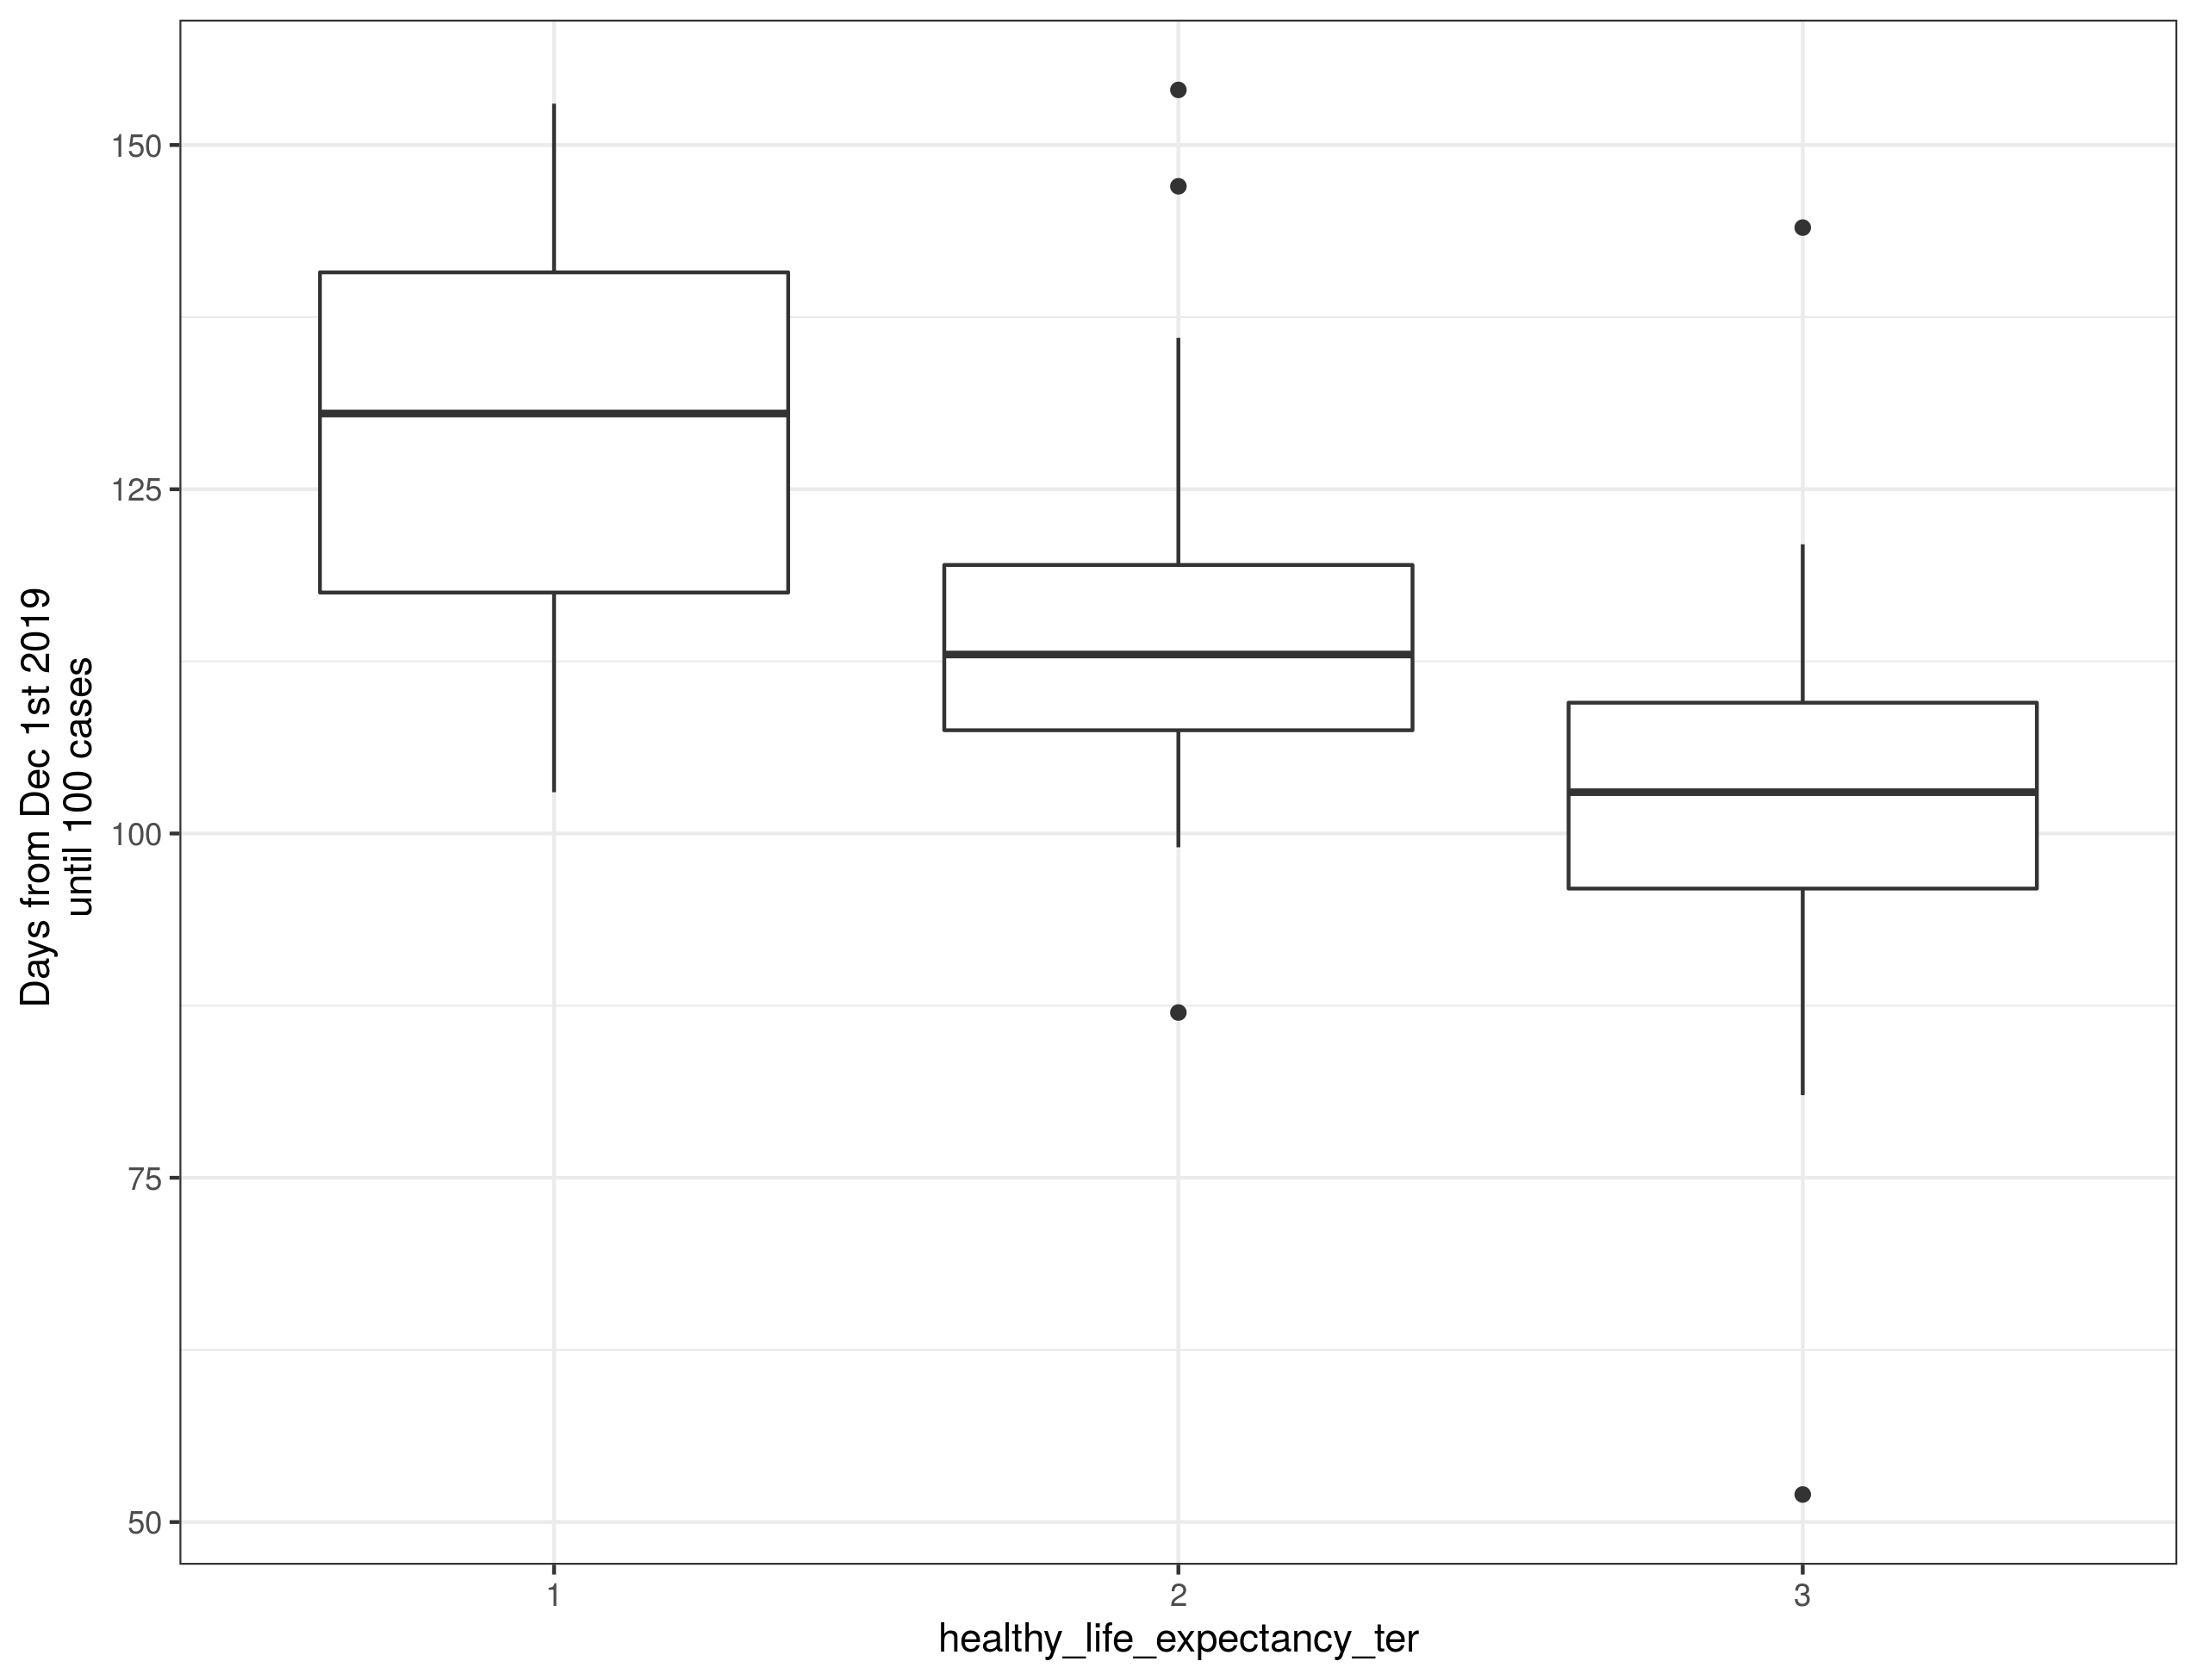 Days from Dec 1st 2019
until 100 cases
150
125
100
75
50
1
2
3
healthy_life_expectancy_ter